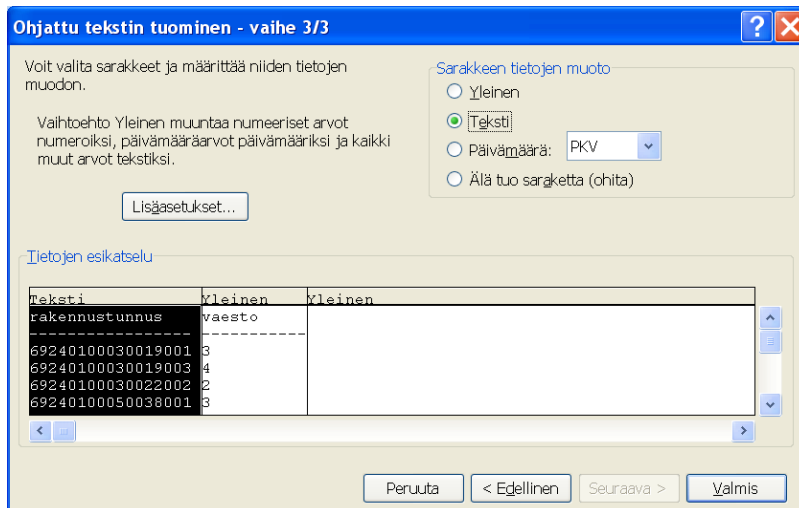 Ohjattu tekstin tuominen - vaihe 3/3
Voit valita sarakkeet ja määrittää niiden tietojen
muodon.
Vaihtoehto Yleinen muuntaa numeeriset arvot
numeroiksi, päivämääräarvot päivämääriksi ja kaikki
muut arvot tekstiksi.
Lisäasetukset...
Sarakkeen tietojen muoto
Yleinen
Teksti
Päivämäärä: PKV
Älä tuo saraketta (ohita)
Tietojen esikatselu
Teksti Yleinen Yleinen
rakennustunnus vaesto
----------------- -----------
69240100030019001 3
69240100030019003 4
69240100030022002 2
69240100050038001 3
Peruuta < Edellinen Seuraava > Valmis